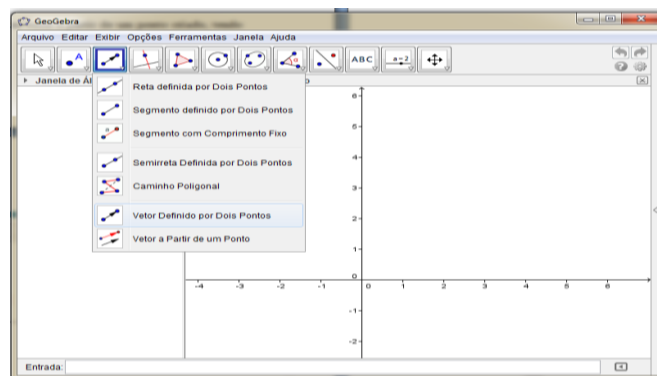 GeoGebra
Arquivo Editar Exibir Opções Ferramentas Janela Ajuda
A
ABC
a=2
Janela de Ál
Reta definida por Dois Pontos
Segmento definido por Dois Pontos
Segmento com Comprimento Fixo
Semirreta Definida por Dois Pontos
Caminho Poligonal
Vetor Definido por Dois Pontos
Vetor a Partir de um Ponto
6
5
4
3
2
1
0
-4 -3 -2 -1 0 1 2 3 4 5 6
-1
-2
Entrada: